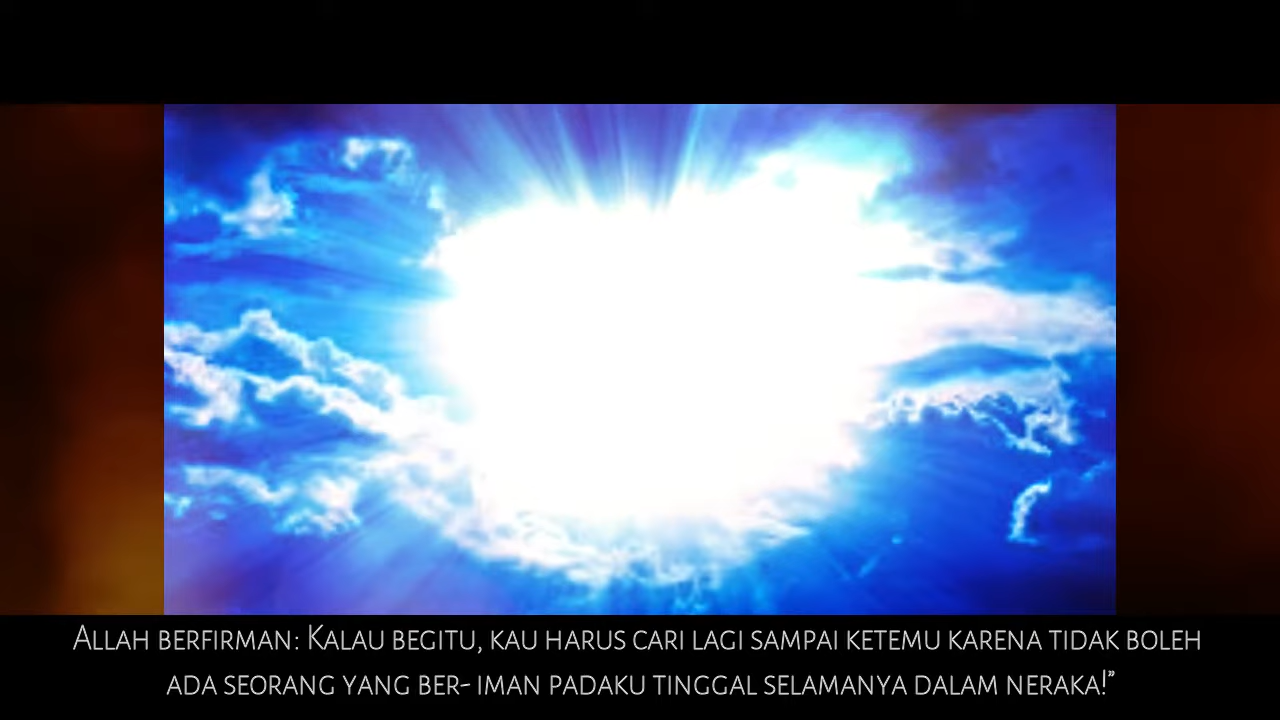 Allah berfirman: Kalau begitu, kau harus cari lagi sampai ketemu karena tidak boleh
ada seorang yang ber- iman padaku tinggal selamanya dalam neraka!”